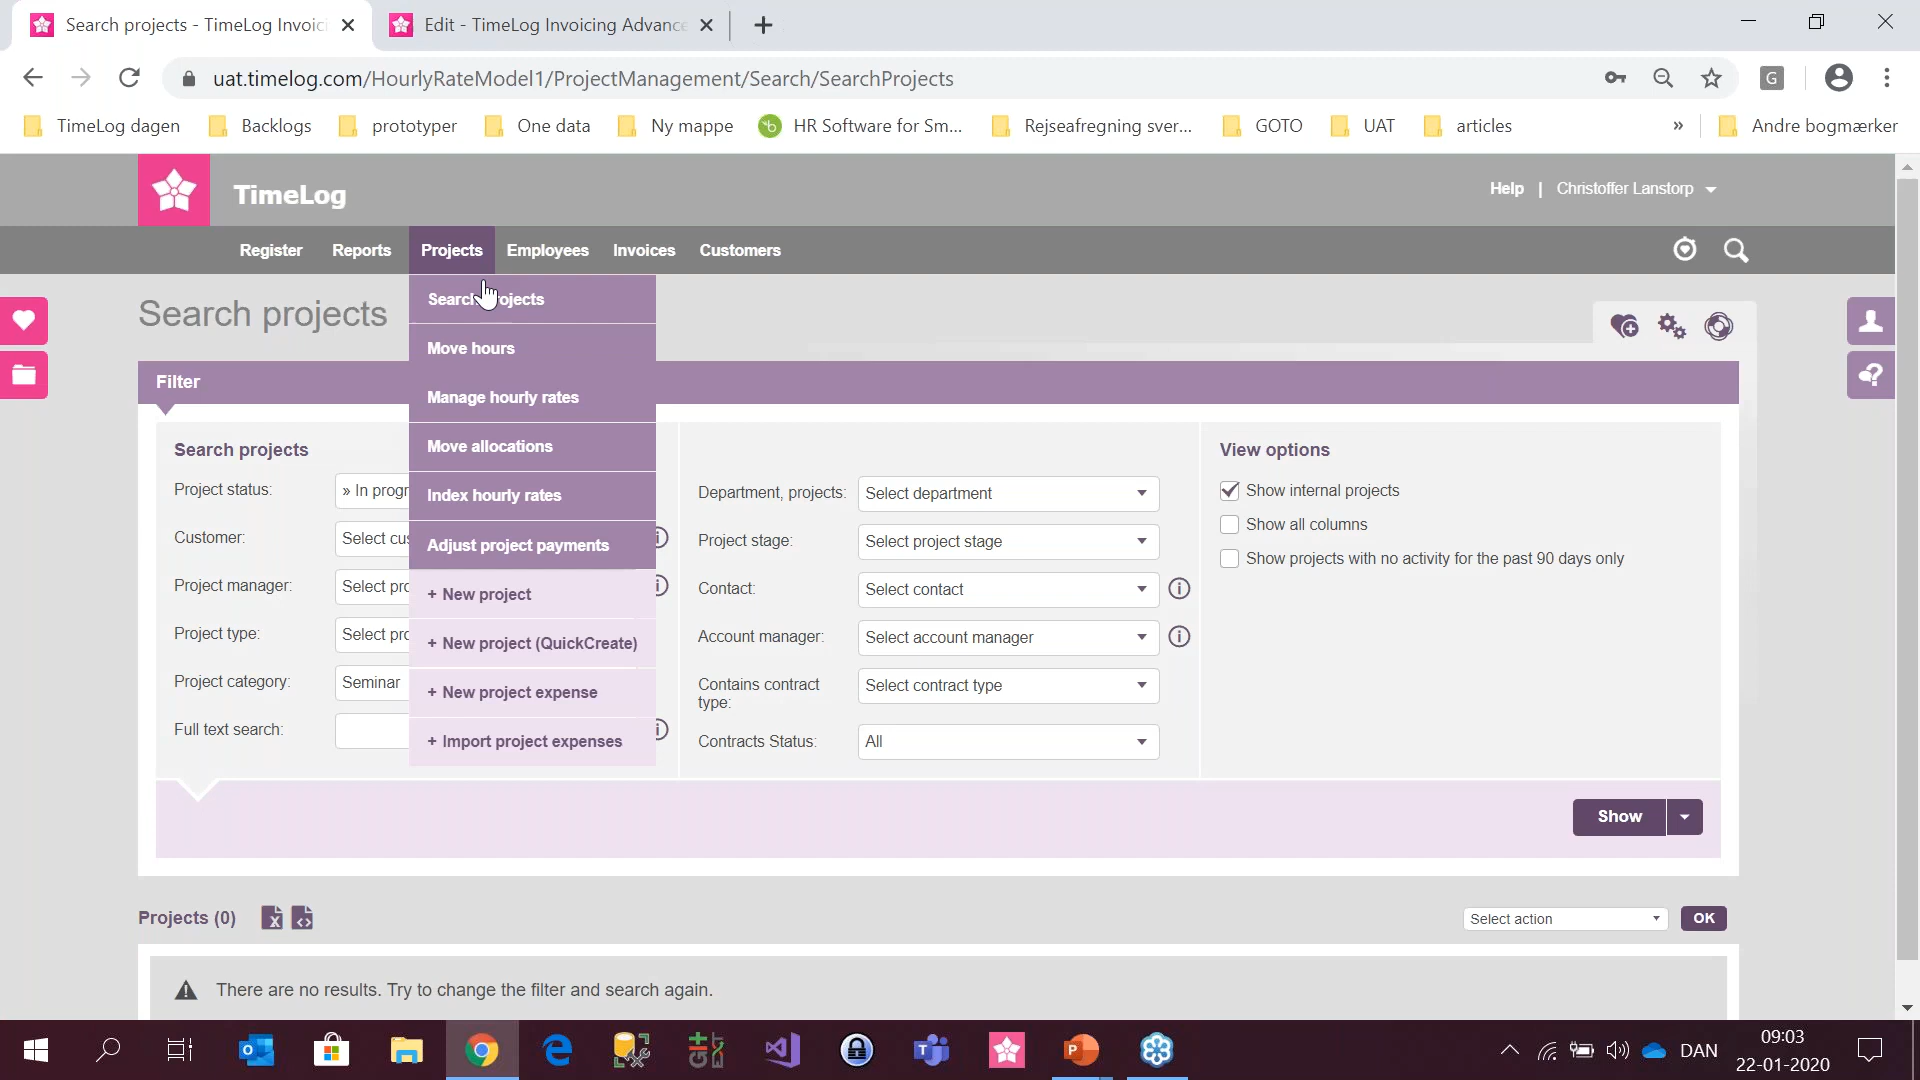 Search projects - TimeLog Invoic
Edit - TimeLog Invoicing Advance
uat.timelog.com/HourlyRateModel1/ProjectManagement/Search/SearchProjects
G
TimeLog dagen
Backlogs
prototyper
One data
Ny mappe
HR Software for Sm...
Rejseafregning sver...
GOTO
UAT
articles
»
Andre bogmærker
TimeLog
Help | Christoffer Lanstorp
Register
Reports
Projects
Employees
Invoices
Customers
Search projects
Search projects
Move hours
Manage hourly rates
Move allocations
Index hourly rates
Adjust project payments
+ New project
+ New project (QuickCreate)
+ New project expense
+ Import project expenses
Filter
Search projects
Project status:
» In progr
Customer:
Select cus
Project manager:
Select pro
Project type:
Select pro
Project category:
Seminar
Full text search:
Department, projects:
Select department
Project stage:
Select project stage
Contact:
Select contact
Account manager:
Select account manager
Contains contract
type:
Select contract type
Contracts Status:
All
View options
Show internal projects
Show all columns
Show projects with no activity for the past 90 days only
Show
Projects (0)
Select action
OK
There are no results. Try to change the filter and search again.
DAN
09:03
22-01-2020